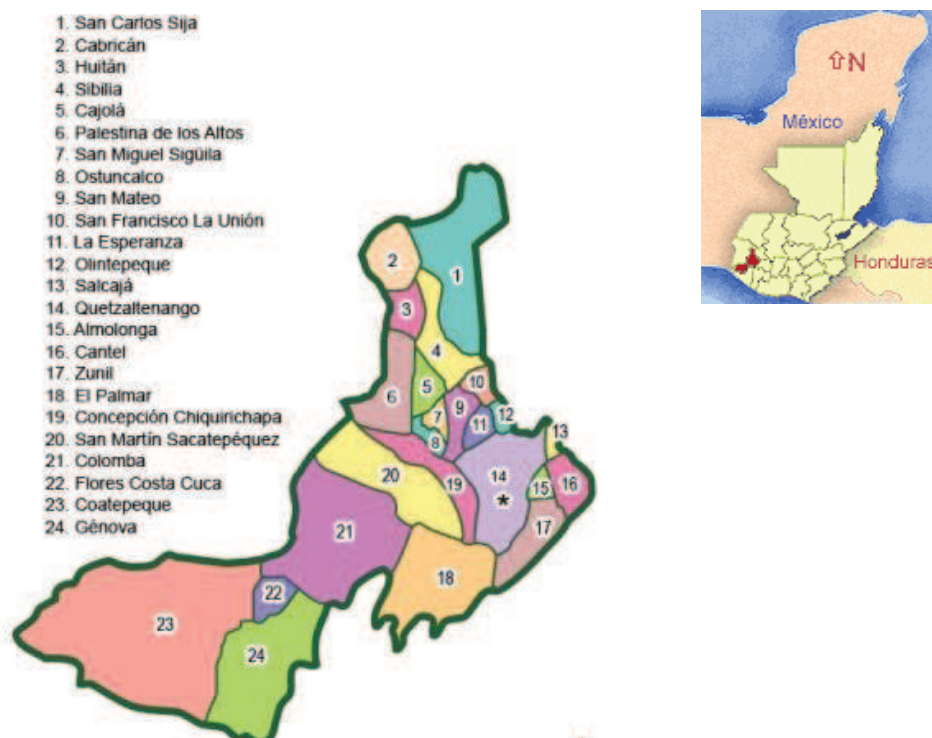 1. San Carlos Sija
2. Cabricán
3. Huitán
4. Sibilia
5. Cajolá
6. Palestina de los Altos
7. San Miguel Sigüila
8. Ostuncalco
9. San Mateo
10. San Francisco La Unión
11. La Esperanza
12. Olintepeque
13. Salcajá
14. Quetzaltenango
15. Almolonga
16. Cantel
17. Zunil
18. El Palmar
19. Concepción Chiquirichapa
20. San Martín Sacatepéquez
21. Colomba
22. Flores Costa Cuca
23. Coatepeque
24. Génova
1
2
3
4
5
6
7
8
9
10
11
12
13
14
*
15
16
17
18
19
20
21
22
23
24
N
México
Honduras